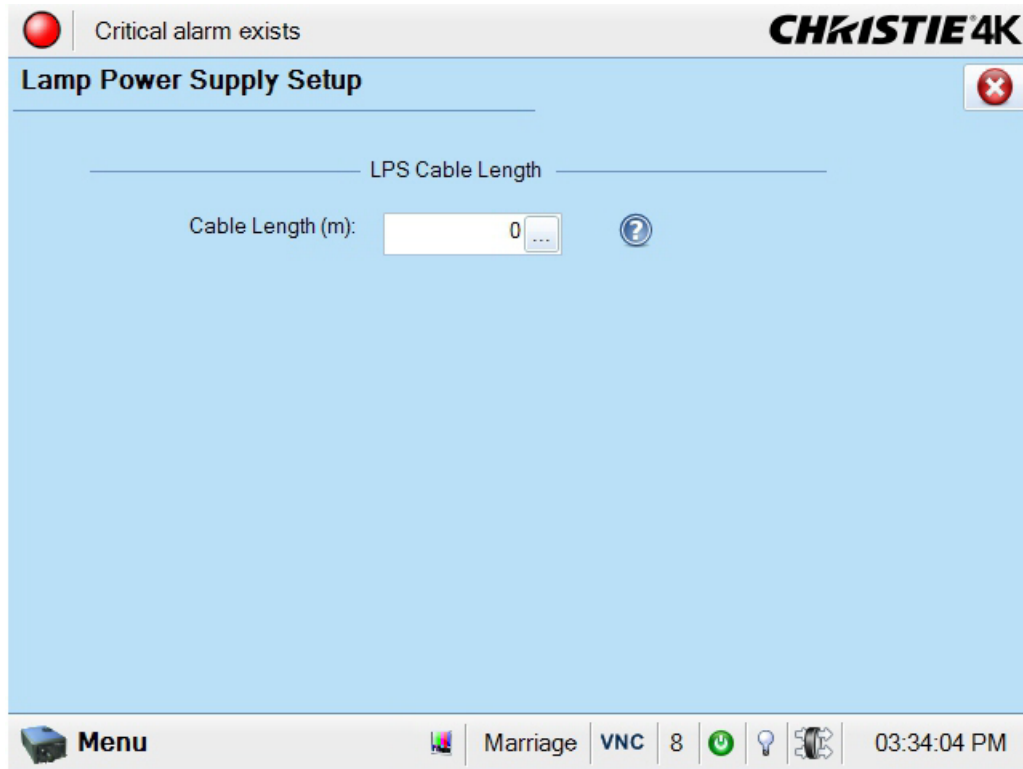 Critical alarm exists
CHRISTIE 4K
Lamp Power Supply Setup
LPS Cable Length
Cable Length (m):
0
...
?
Menu
Marriage
VNC
8
03:34:04 PM